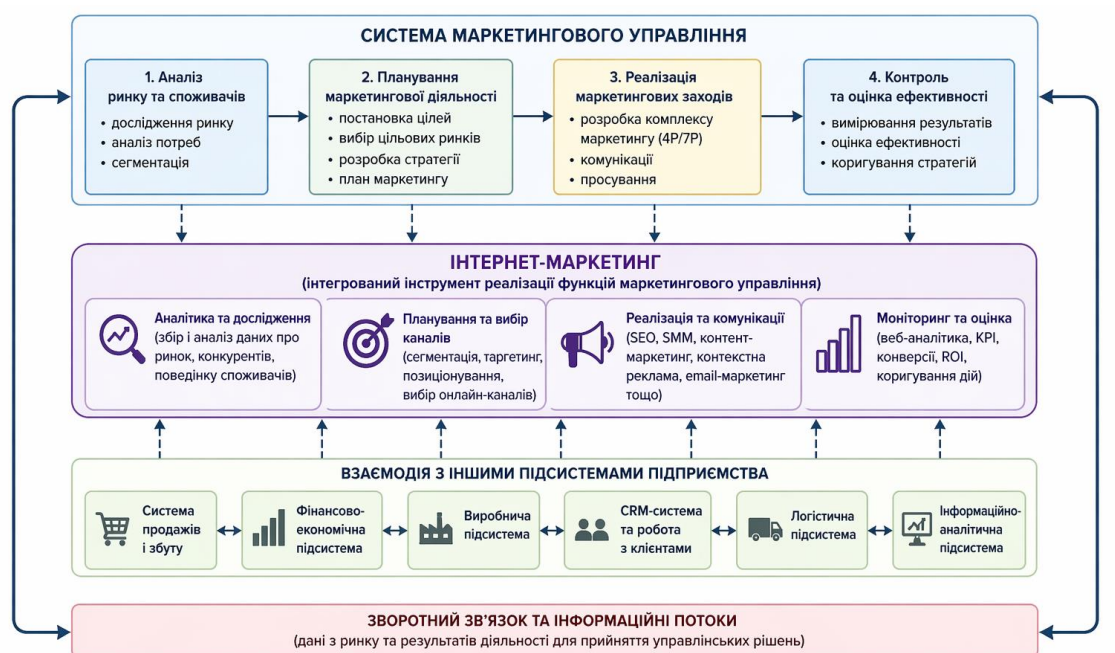 СИСТЕМА МАРКЕТИНГОВОГО УПРАВЛІННЯ
1. Аналіз
ринку та споживачів
• дослідження ринку
• аналіз потреб
• сегментація
2. Планування
маркетингової діяльності
• постановка цілей
• вибір цільових ринків
• розробка стратегії
• план маркетингу
3. Реалізація
маркетингових заходів
• розробка комплексу
маркетингу (4P/7P)
• комунікації
• просування
4. Контроль
та оцінка ефективності
• вимірювання результатів
• оцінка ефективності
• коригування стратегій
ІНТЕРНЕТ-МАРКЕТИНГ
(інтегрований інструмент реалізації функцій маркетингового управління)
Аналітика та дослідження
(збір і аналіз даних про
ринок, конкурентів,
поведінку споживачів)
Планування та вибір
каналів
(сегментація, таргетинг,
позиціонування,
вибір онлайн-каналів)
Реалізація та комунікації
(SEO, SMM, контент-
маркетинг, контекстна
реклама, email-маркетинг
тощо)
Моніторинг та оцінка
(веб-аналітика, KPI,
конверсії, ROI,
коригування дій)
ВЗАЄМОДІЯ З ІНШИМИ ПІДСИСТЕМАМИ ПІДПРИЄМСТВА
Система
продажів
і збуту
Фінансово-
економічна
підсистема
Виробнича
підсистема
CRM-система
та робота
з клієнтами
Логістична
підсистема
Інформаційно-
аналітична
підсистема
ЗВОРОТНИЙ ЗВ’ЯЗОК ТА ІНФОРМАЦІЙНІ ПОТОКИ
(дані з ринку та результатів діяльності для прийняття управлінських рішень)